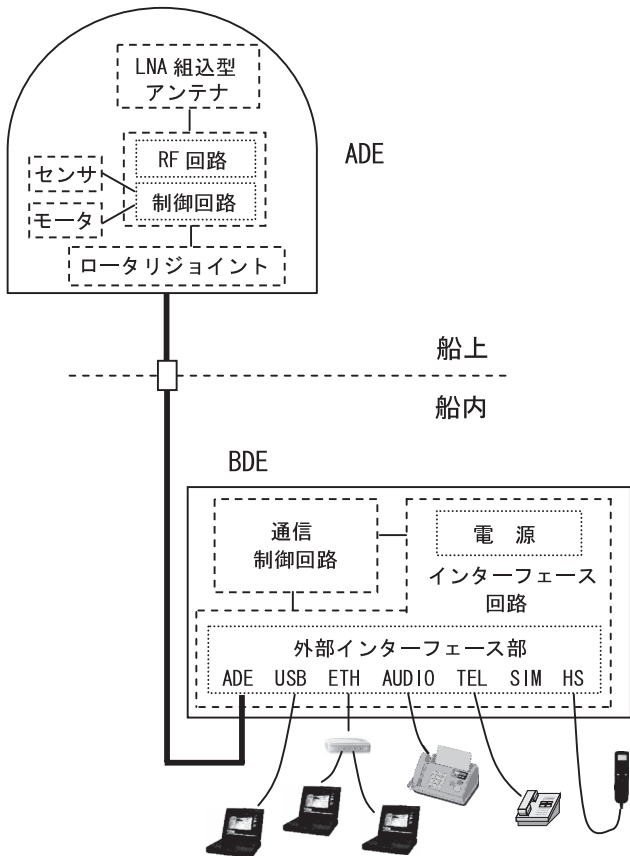 LNA 組込型
アンテナ
RF 回路
ADE
センサ
制御回路
モータ
ロータリジョイント
船上
船内
BDE
通信
制御回路
電 源
インターフェース
回路
外部インターフェース部
ADE USB ETH AUDIO TEL SIM HS